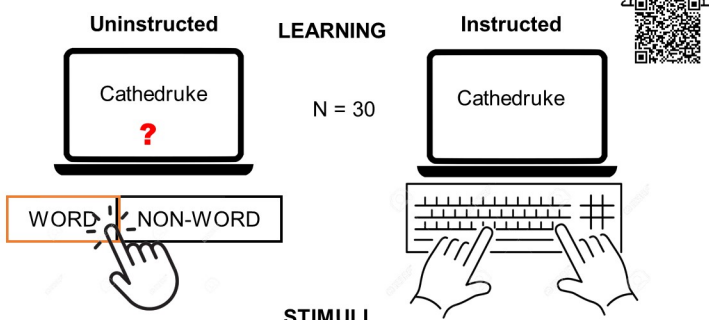 Uninstructed
LEARNING
Instructed
Cathedruke
?
N = 30
Cathedruke
WORD
NON-WORD
STIMULI